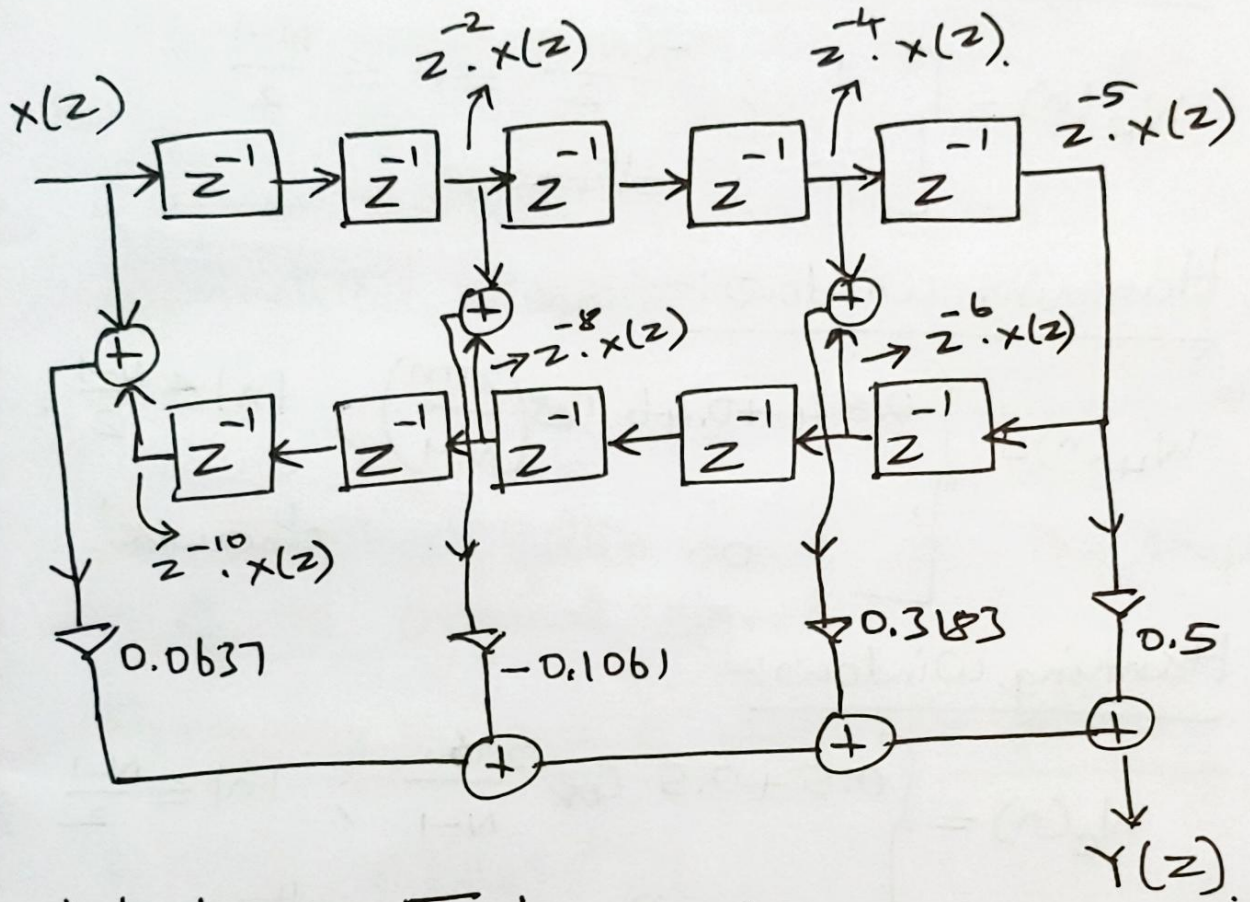 z^-2 . x(z)
z^-4 . x(z).
x(z)
z^-5 . x(z)
z^-1
z^-1
z^-1
z^-1
z^-1
+
+
+
→ z^-8 . x(z)
→ z^-6 . x(z)
z^-1
z^-1
z^-1
z^-1
z^-1
z^-10 . x(z)
0.0637
-0.1061
0.3183
0.5
+
+
+
Y(z).